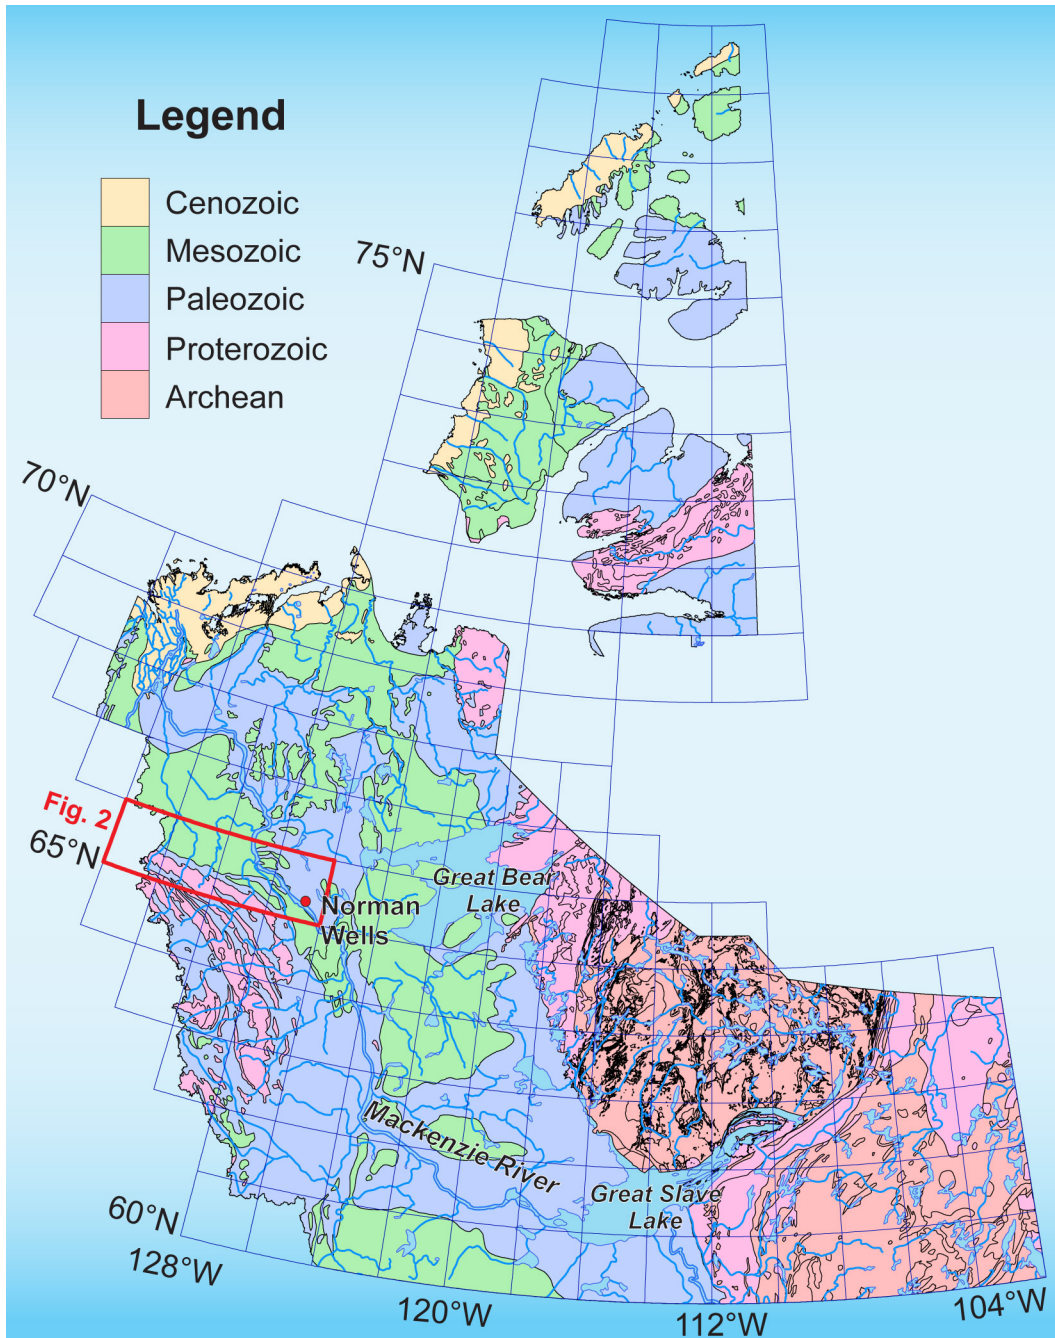 Legend
Cenozoic
Mesozoic
Paleozoic
Proterozoic
Archean
75°N
70°N
Fig. 2
65°N
Great Bear
Lake
Norman
Wells
Mackenzie River
Great Slave
Lake
60°N
128°W
120°W
112°W
104°W